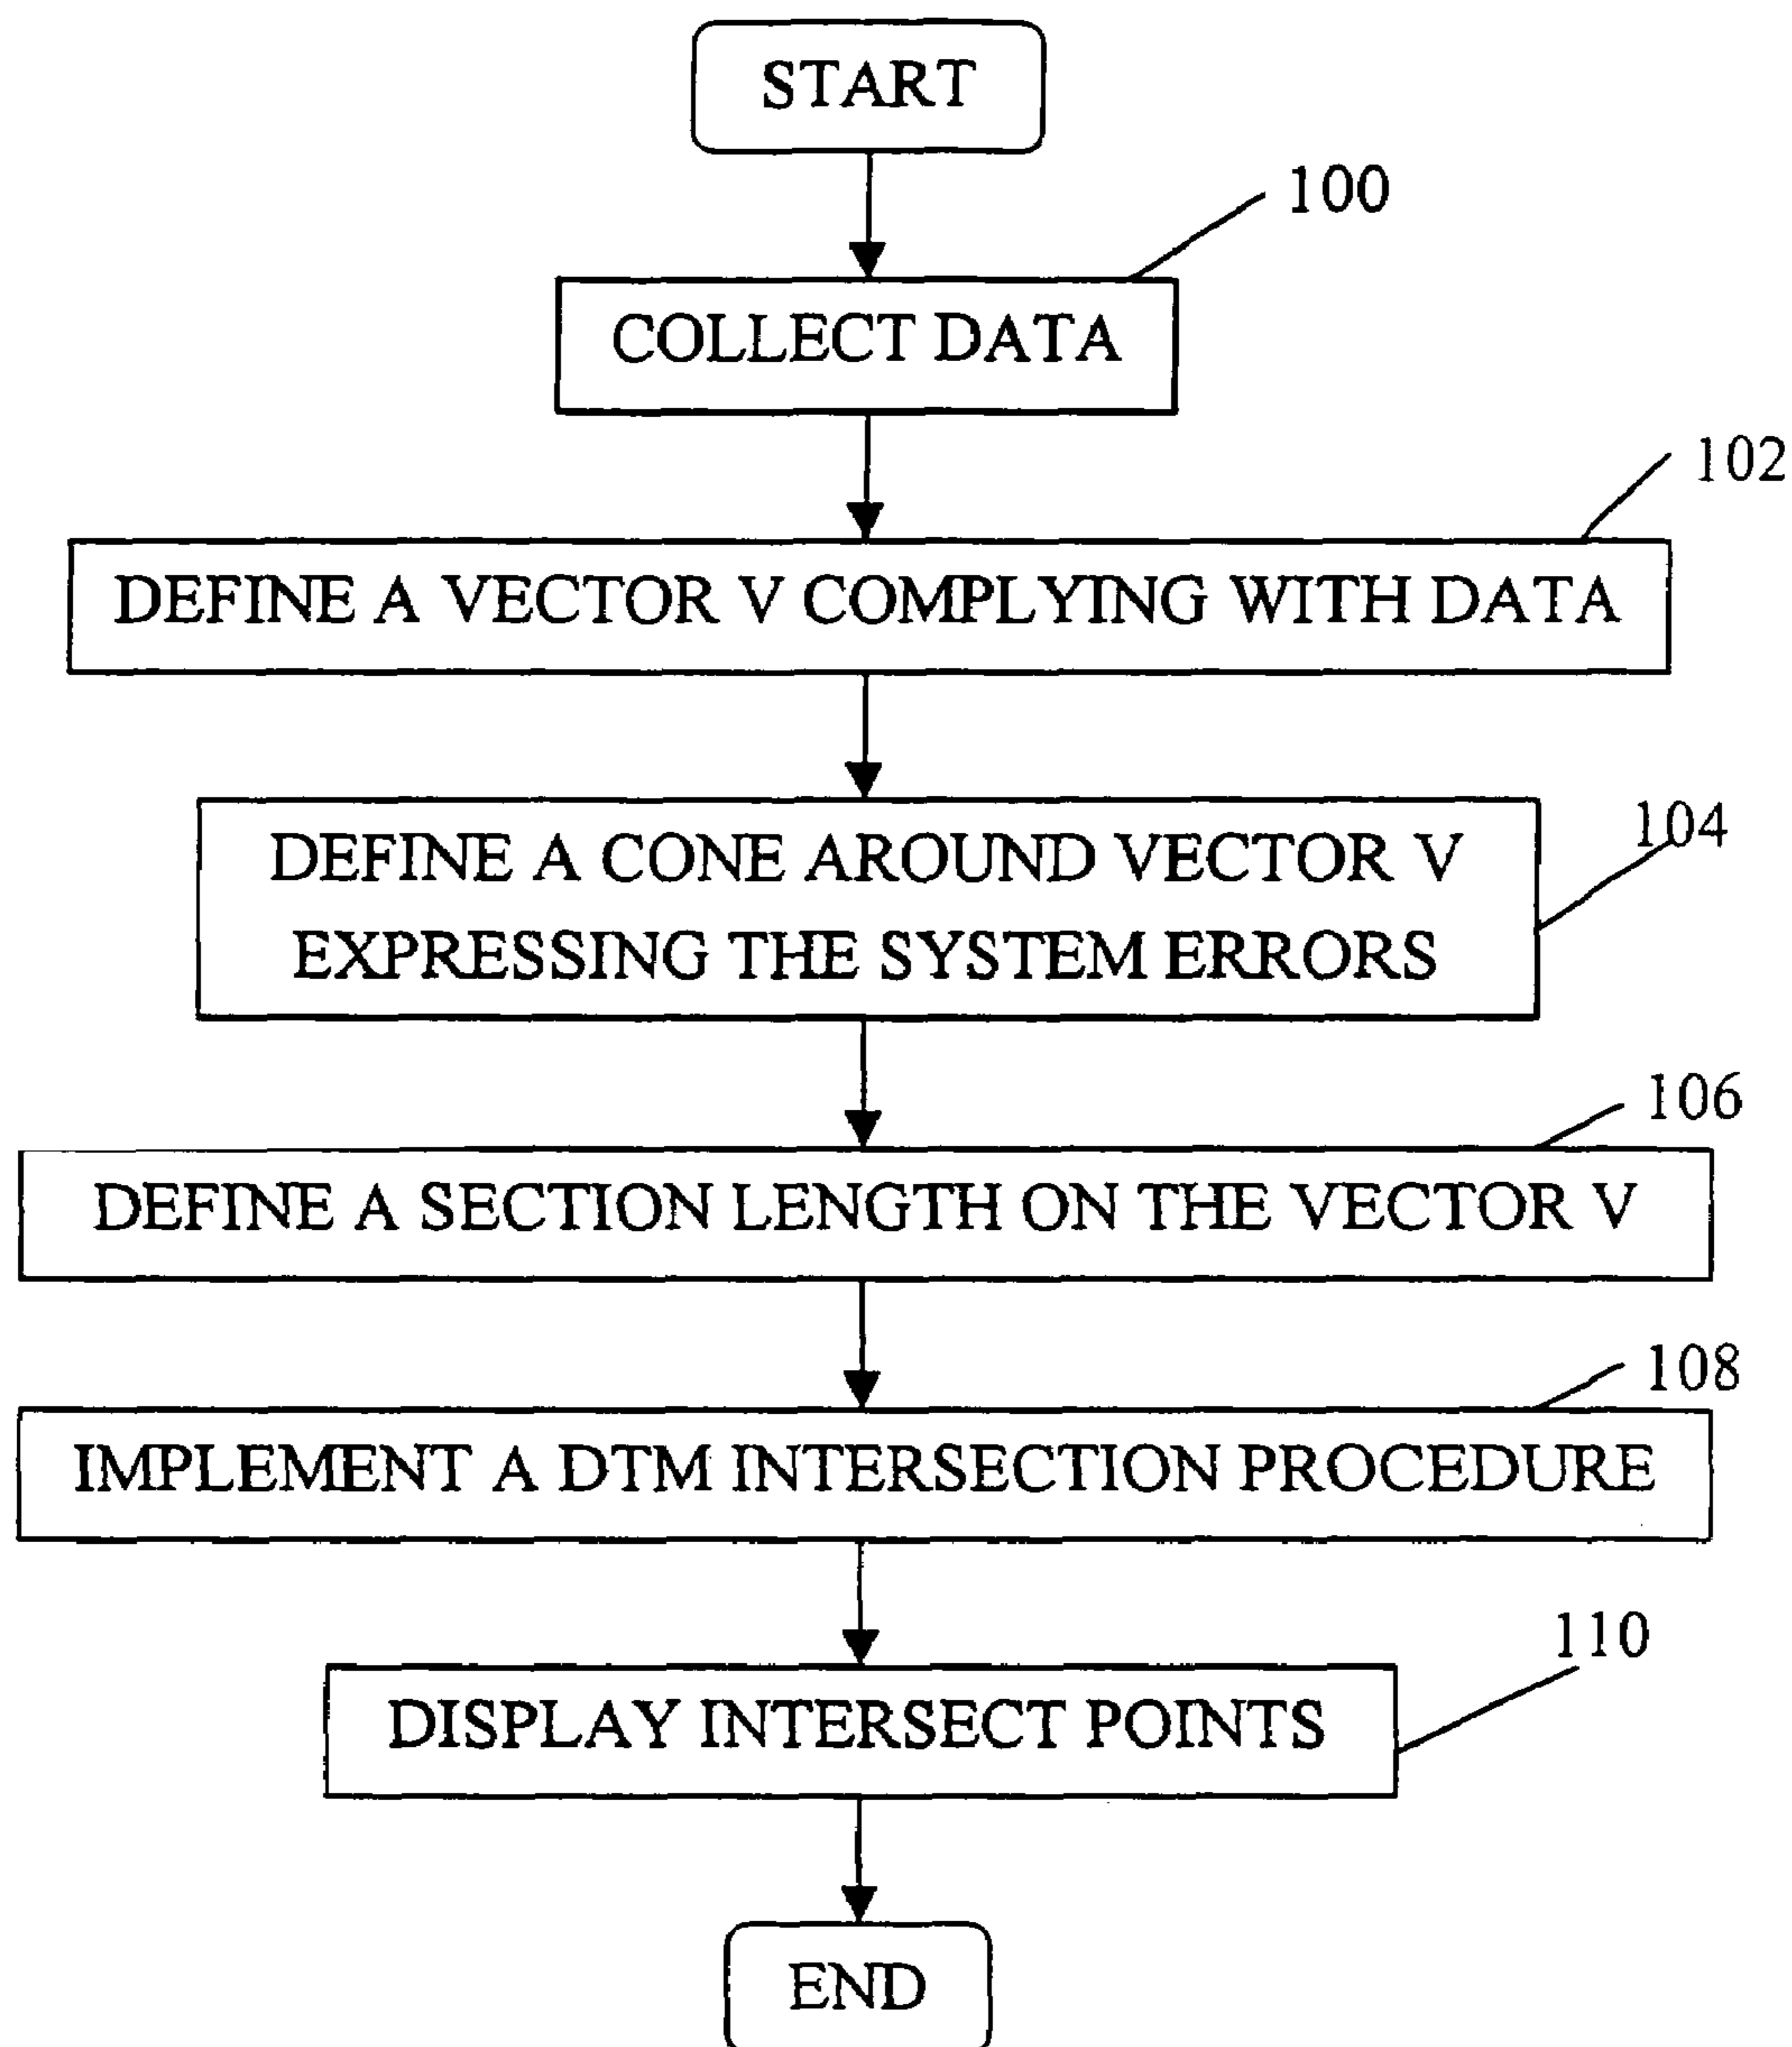 START
100
COLLECT DATA
102
DEFINE A VECTOR V COMPLYING WITH DATA
104
DEFINE A CONE AROUND VECTOR V
EXPRESSING THE SYSTEM ERRORS
106
DEFINE A SECTION LENGTH ON THE VECTOR V
108
IMPLEMENT A DTM INTERSECTION PROCEDURE
110
DISPLAY INTERSECT POINTS
END